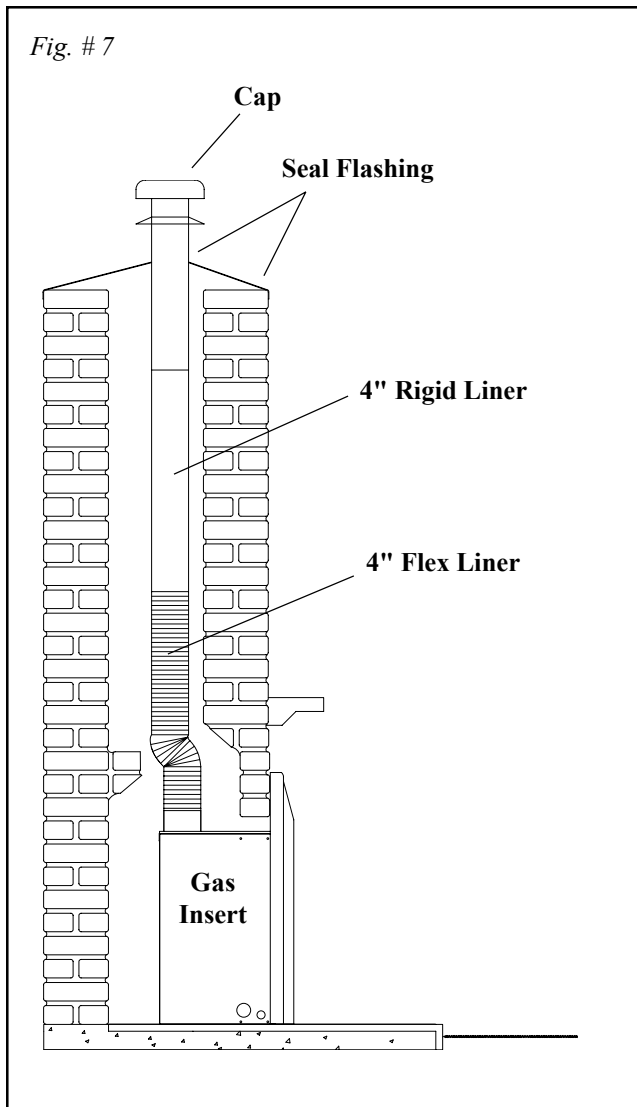 Fig. # 7
Cap
Seal Flashing
4" Rigid Liner
4" Flex Liner
Gas
Insert